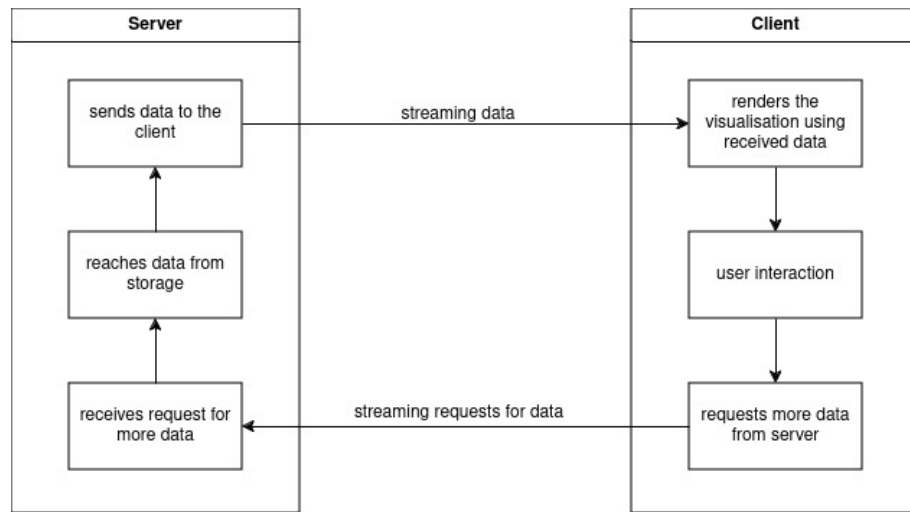 Server
Client
sends data to the
client
streaming data
renders the
visualisation using
received data
reaches data from
storage
user interaction
receives request for
more data
streaming requests for data
requests more data
from server